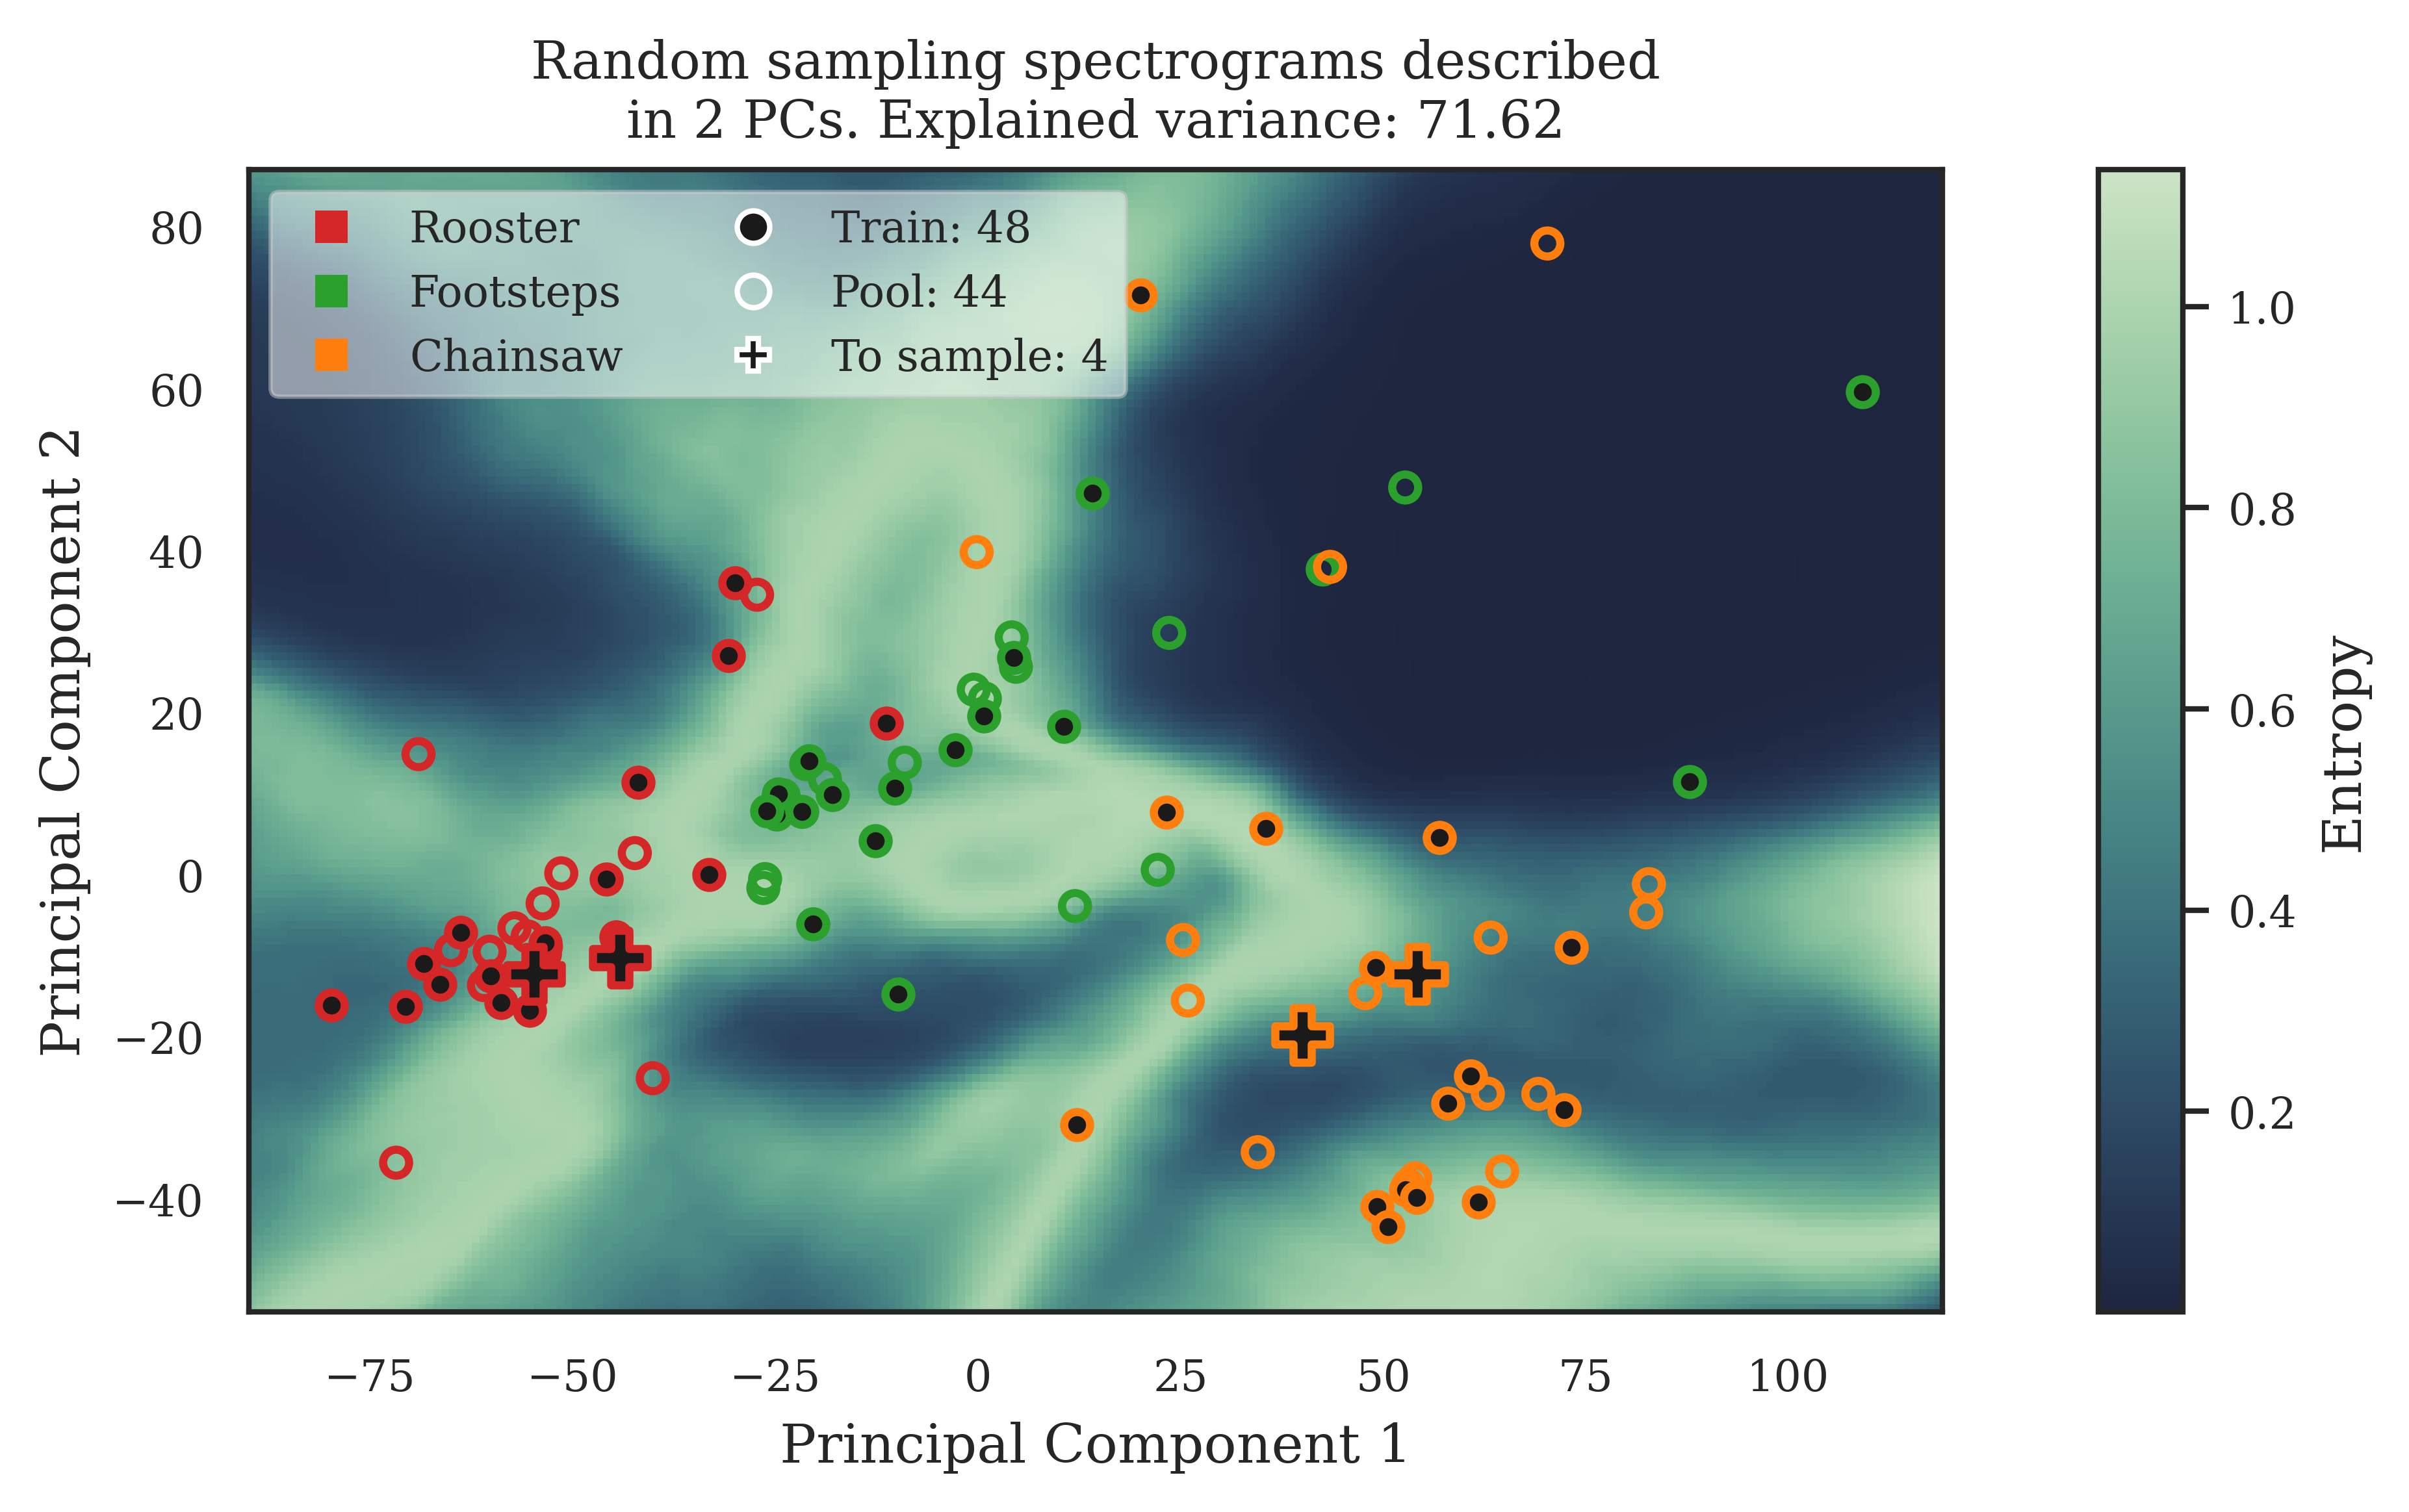 Random sampling spectrograms described
in 2 PCs. Explained variance: 71.62
Rooster
Footsteps
Chainsaw
Train: 48
Pool: 44
To sample: 4
Principal Component 2
80
60
40
20
0
−20
−40
−75
−50
−25
0
25
50
75
100
Principal Component 1
1.0
0.8
0.6
0.4
0.2
Entropy